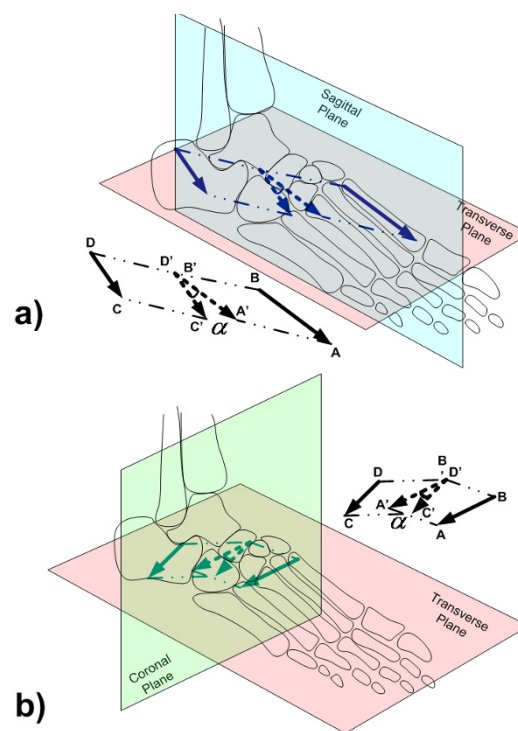 Sagittal
Plane
Transverse
Plane
D
D'
B'
B
C
C'
α
A'
A
a)
D
B'
D'
B
A'
C
α
C'
A
Transverse
Plane
Coronal
Plane
b)